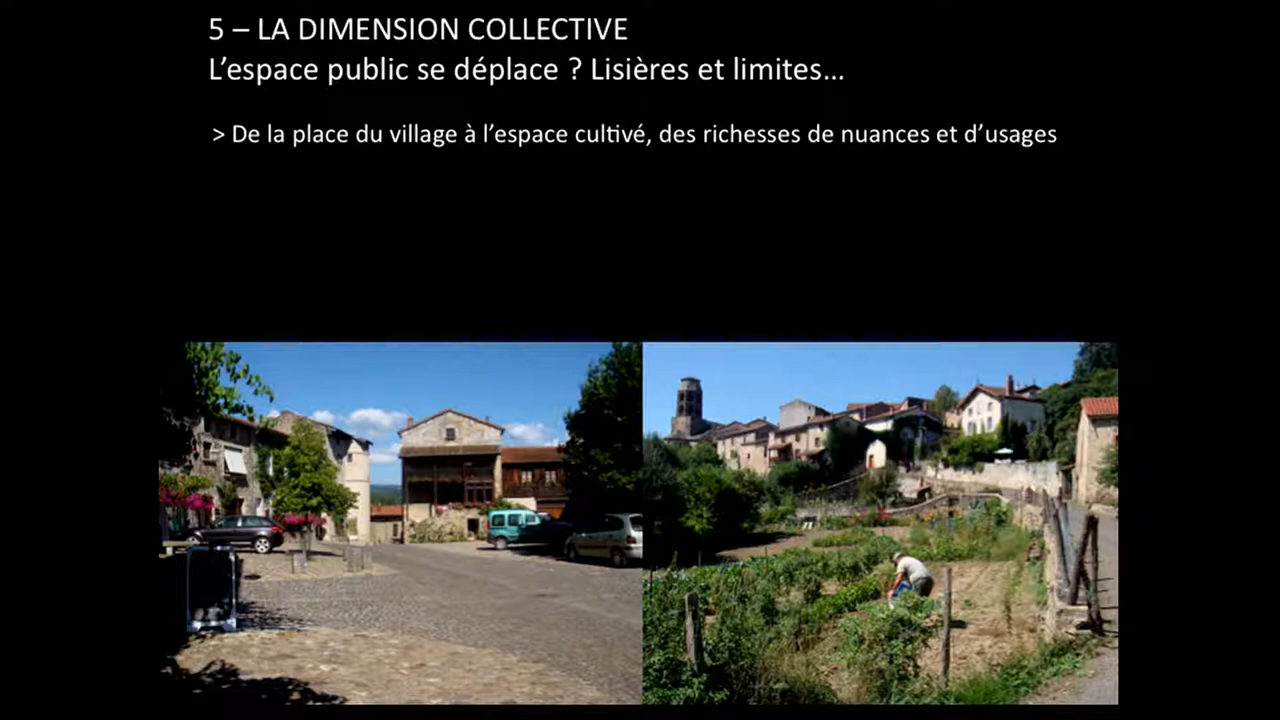 5 – LA DIMENSION COLLECTIVE
L’espace public se déplace ? Lisières et limites…
> De la place du village à l’espace cultivé, des richesses de nuances et d’usages